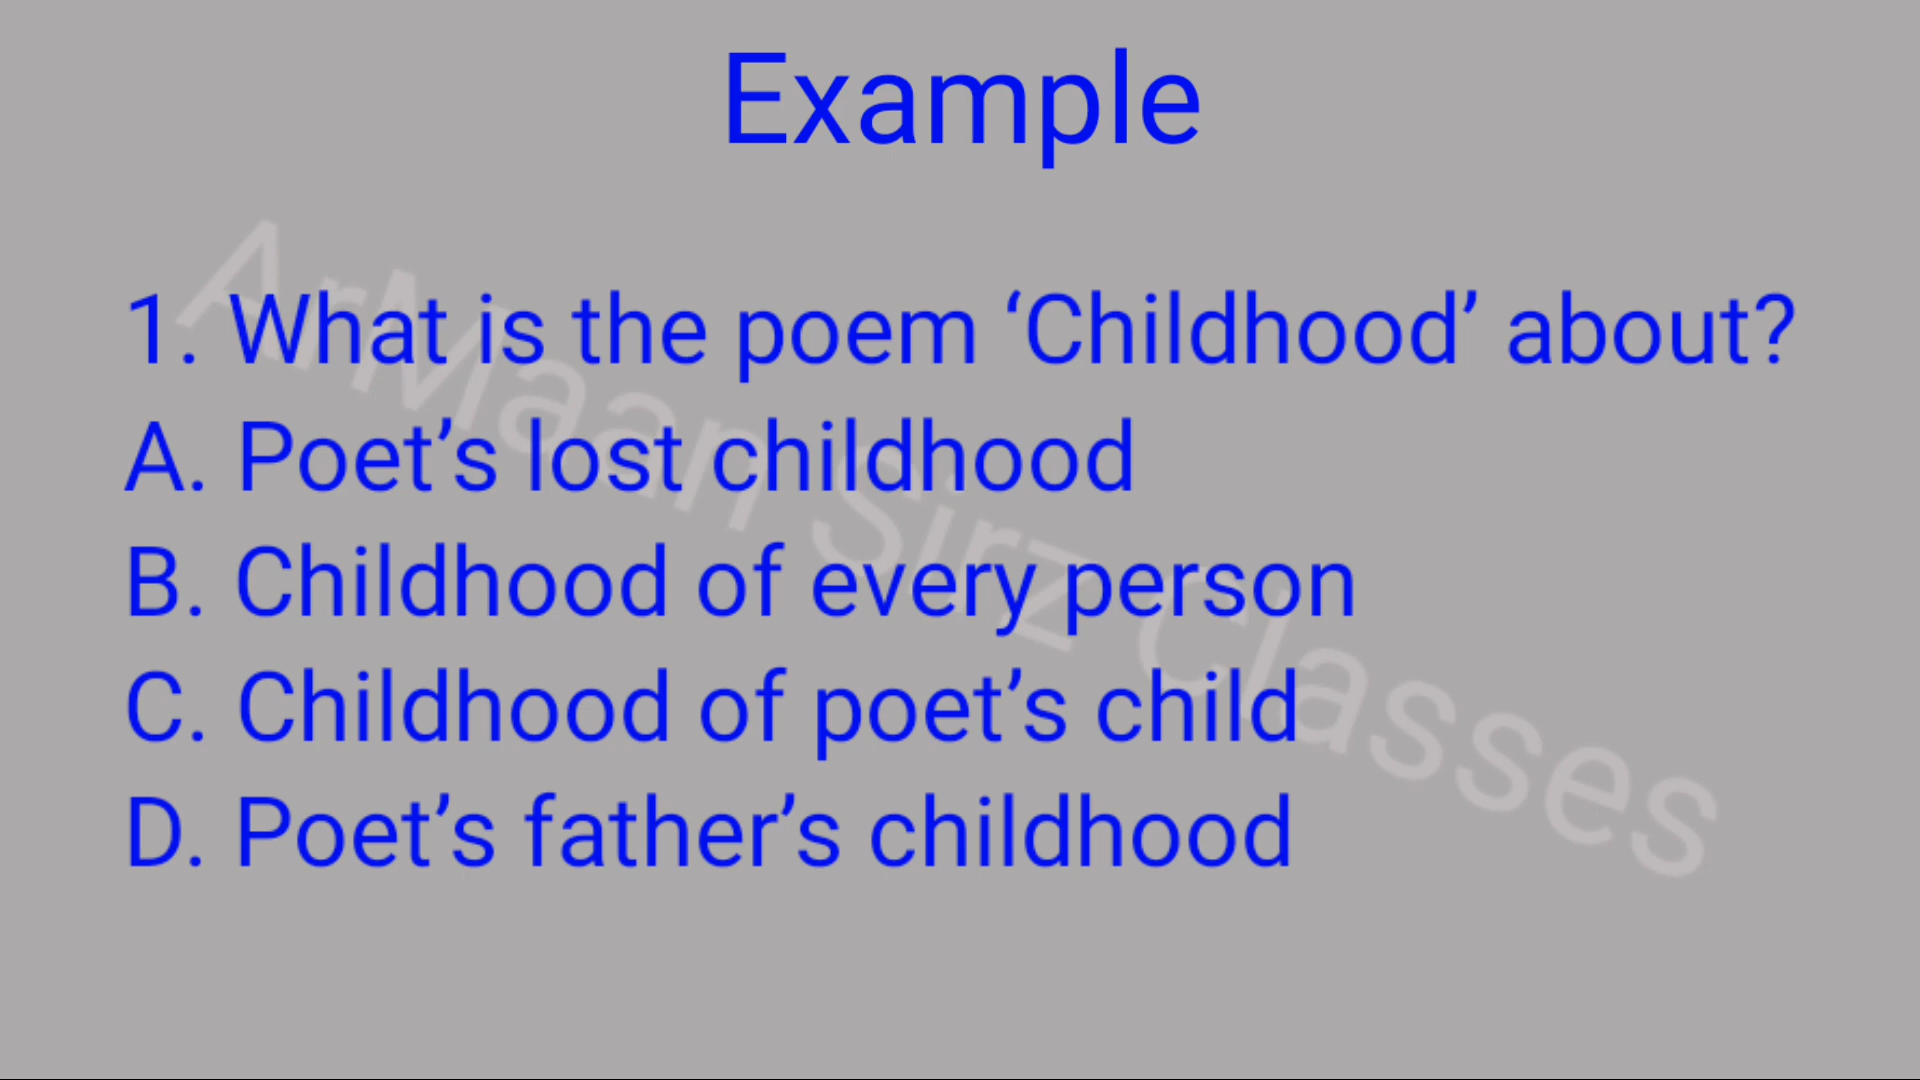 Example
1. What is the poem ‘Childhood’ about?
A. Poet’s lost childhood
B. Childhood of every person
C. Childhood of poet’s child
D. Poet’s father’s childhood
ArMaan Sirz Classes